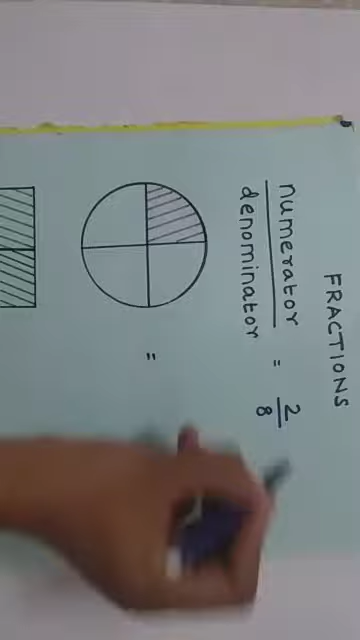 FRACTIONS
numerator = 2
denominator 8
=